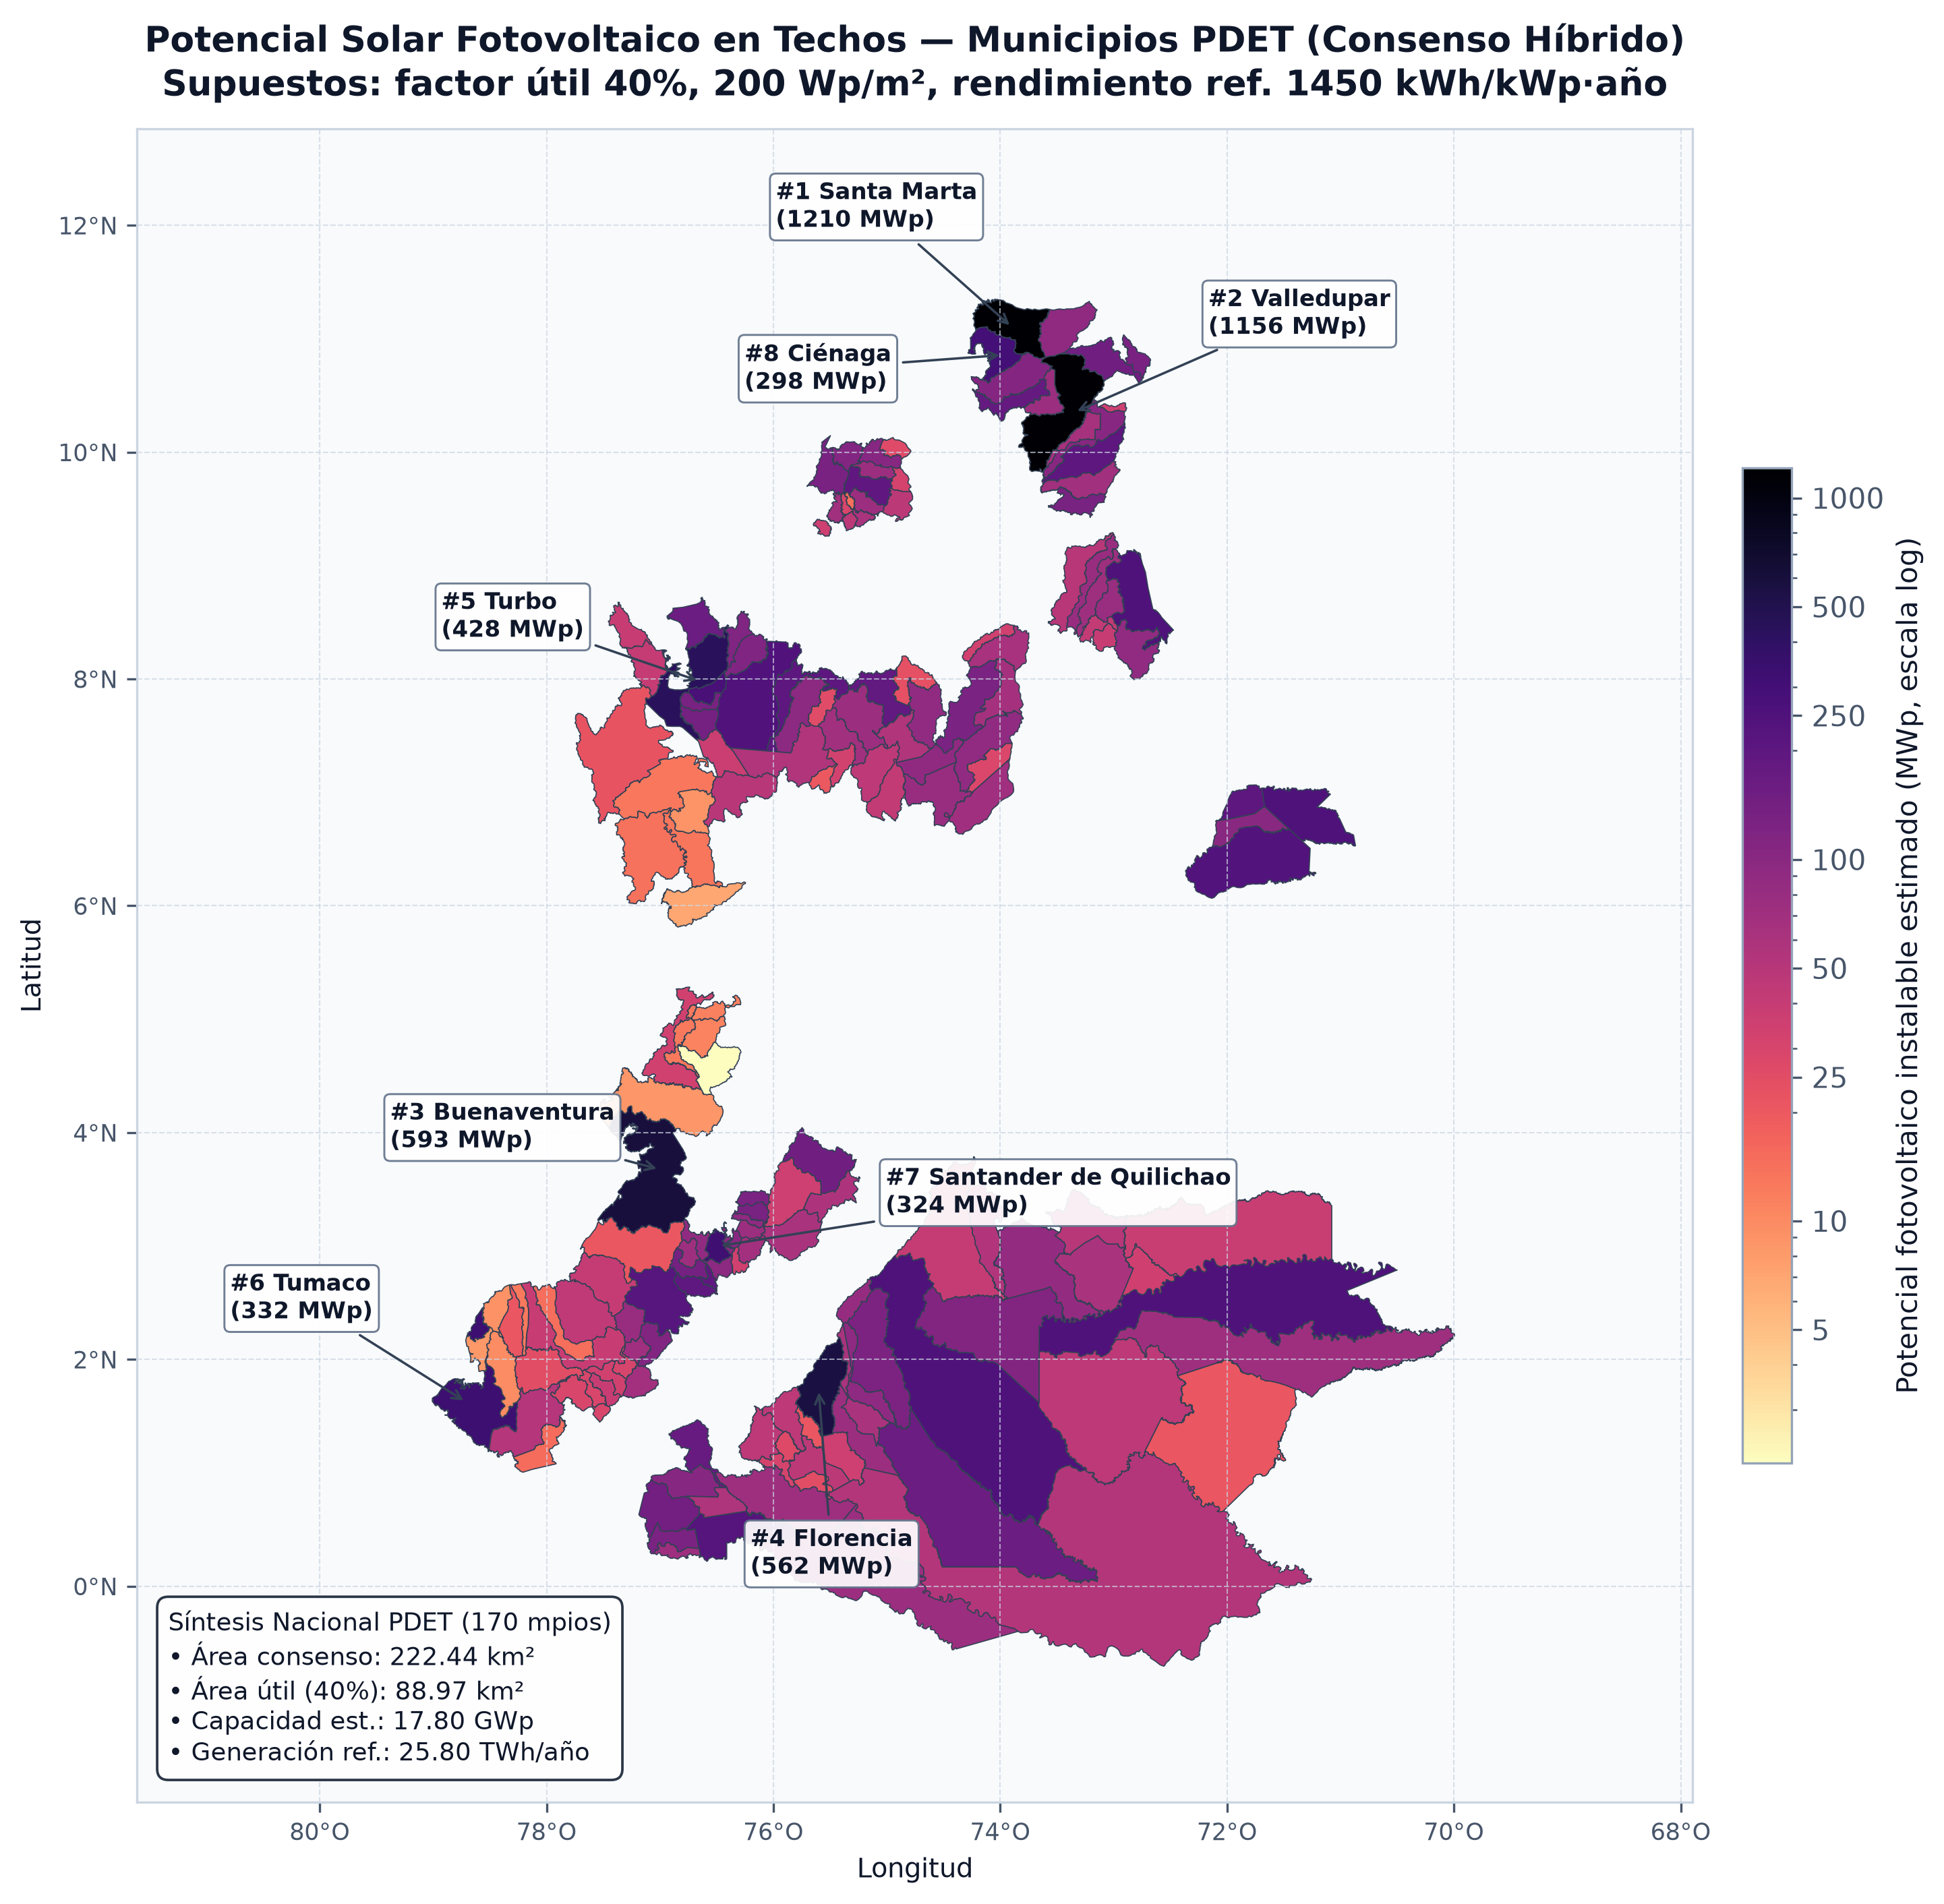 Potencial Solar Fotovoltaico en Techos — Municipios PDET (Consenso Híbrido)
Supuestos: factor útil 40%, 200 Wp/m², rendimiento ref. 1450 kWh/kWp·año
#1 Santa Marta
(1210 MWp)
#2 Valledupar
(1156 MWp)
#8 Ciénaga
(298 MWp)
#5 Turbo
(428 MWp)
#3 Buenaventura
(593 MWp)
#7 Santander de Quilichao
(324 MWp)
#6 Tumaco
(332 MWp)
#4 Florencia
(562 MWp)
Síntesis Nacional PDET (170 mpios)
• Área consenso: 222.44 km²
• Área útil (40%): 88.97 km²
• Capacidad est.: 17.80 GWp
• Generación ref.: 25.80 TWh/año
12°N
10°N
8°N
6°N
4°N
2°N
0°N
Latitud
80°O
78°O
76°O
74°O
72°O
70°O
68°O
Longitud
1000
500
250
100
50
25
10
5
Potencial fotovoltaico instalable estimado (MWp, escala log)